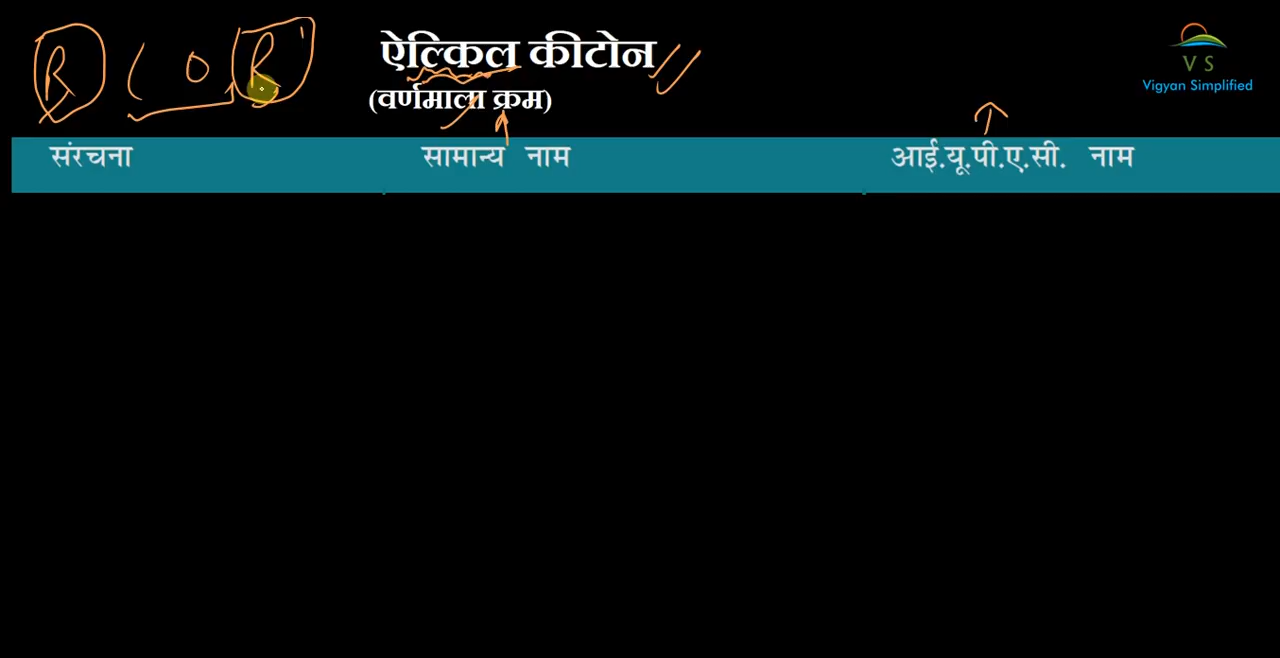 R C O R'
ऐल्किल कीटोन
(वर्णमाला क्रम)
V S
Vigyan Simplified
संरचना सामान्य नाम आई.यू.पी.ए.सी. नाम